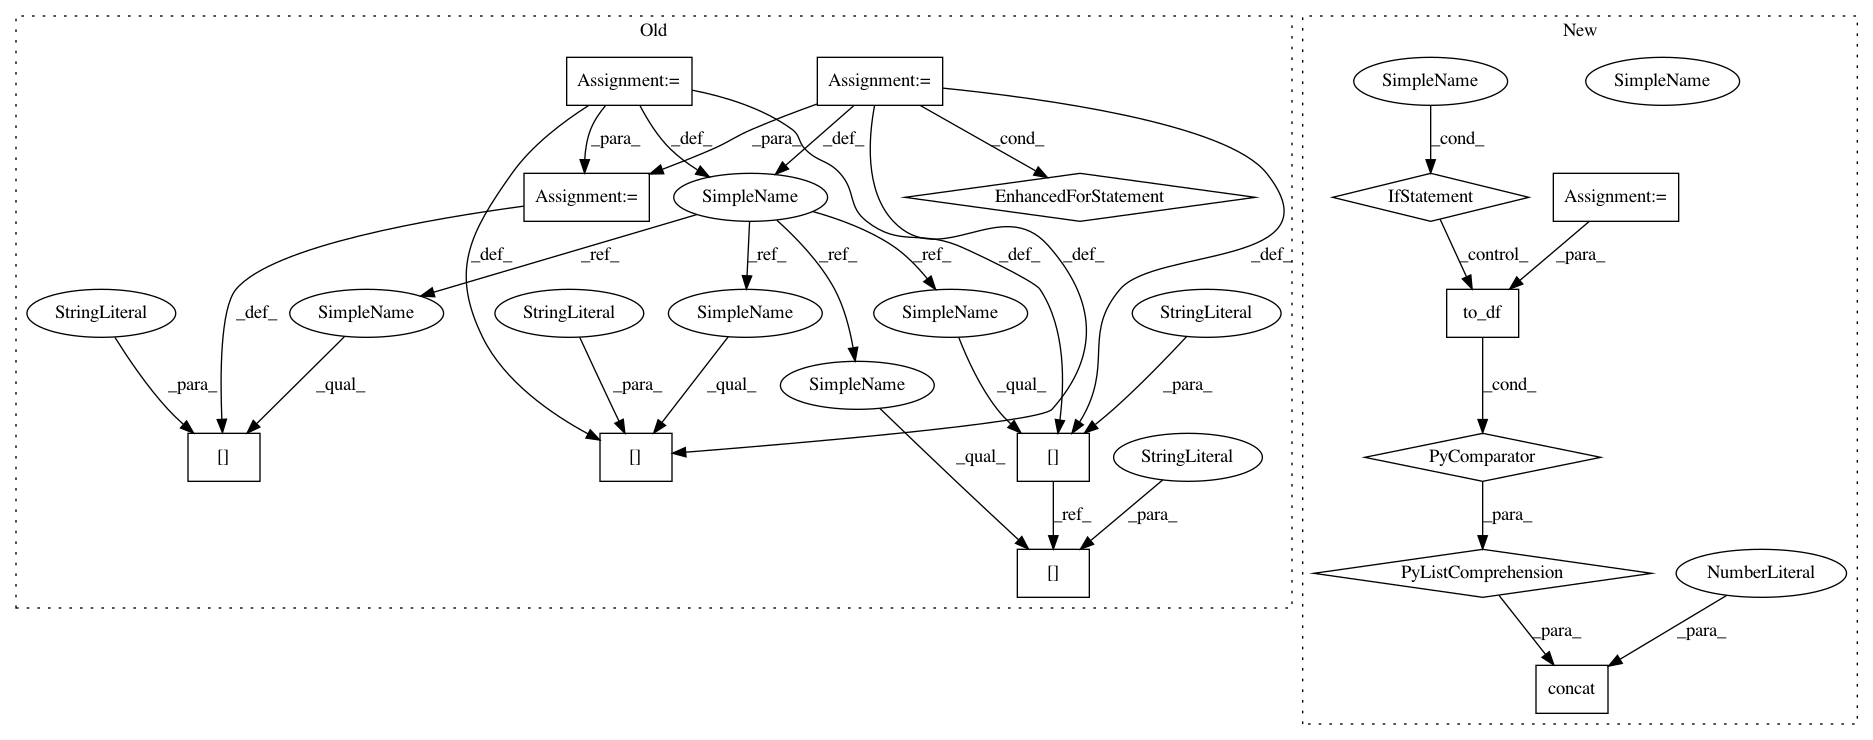 Old
New
Assignment:=
Assignment:=
SimpleName
SimpleName
_para_
_def_
_para_
_def_
_cond_
_cond_
Assignment:=
SimpleName
EnhancedForStatement
IfStatement
Assignment:=
_def_
_ref_
_ref_
_ref_
_ref_
_def_
_def_
_def_
_control_
_para_
StringLiteral
_def_
SimpleName
StringLiteral
SimpleName
SimpleName
StringLiteral
to_df
_para_
_qual_
_para_
_qual_
SimpleName
_qual_
_para_
_cond_
[]
[]
_qual_
[]
StringLiteral
PyComparator
_ref_
_para_
_para_
[]
PyListComprehension
NumberLiteral
_para_
_para_
concat